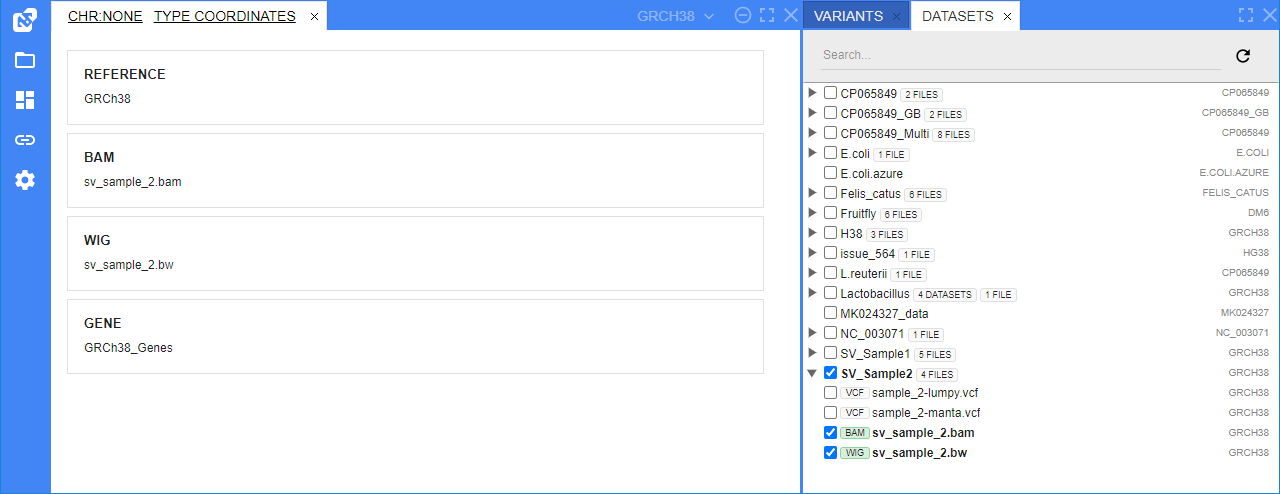 CHR:NONE TYPE COORDINATES
GRCH38
REFERENCE
GRCh38
BAM
sv_sample_2.bam
WIG
sv_sample_2.bw
GENE
GRCh38_Genes
VARIANTS DATASETS
Search...
CP065849 2 FILES CP065849
CP065849_GB 2 FILES CP065849_GB
CP065849_Multi 8 FILES CP065849
E.coli 1 FILE E.COLI
E.coli.azure E.COLI.AZURE
Felis_catus 6 FILES FELIS_CATUS
Fruitfly 6 FILES DM6
H38 3 FILES GRCH38
issue_564 1 FILE HG38
L.reuterii 1 FILE CP065849
Lactobacillus 4 DATASETS 1 FILE GRCH38
MK024327_data MK024327
NC_003071 1 FILE NC_003071
SV_Sample1 5 FILES GRCH38
SV_Sample2 4 FILES GRCH38
VCF sample_2-lumpy.vcf GRCH38
VCF sample_2-manta.vcf GRCH38
BAM sv_sample_2.bam GRCH38
WIG sv_sample_2.bw GRCH38